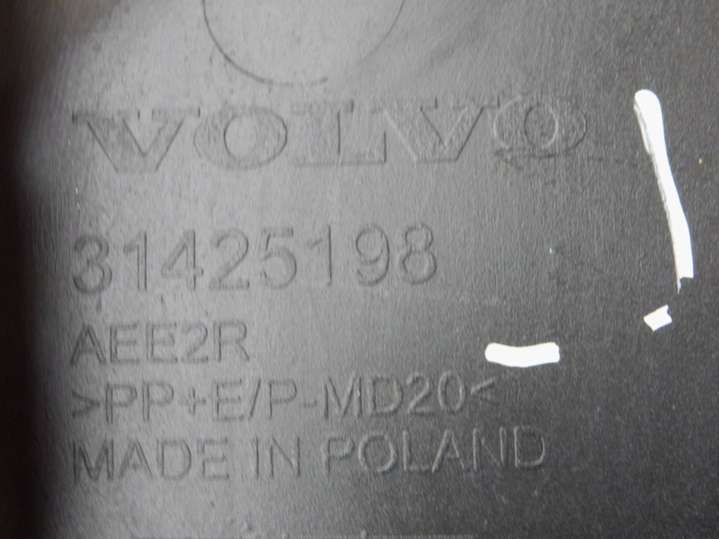 VOLVO
31425198
AEE2R
>PP+E/P-MD20<
MADE IN POLAND